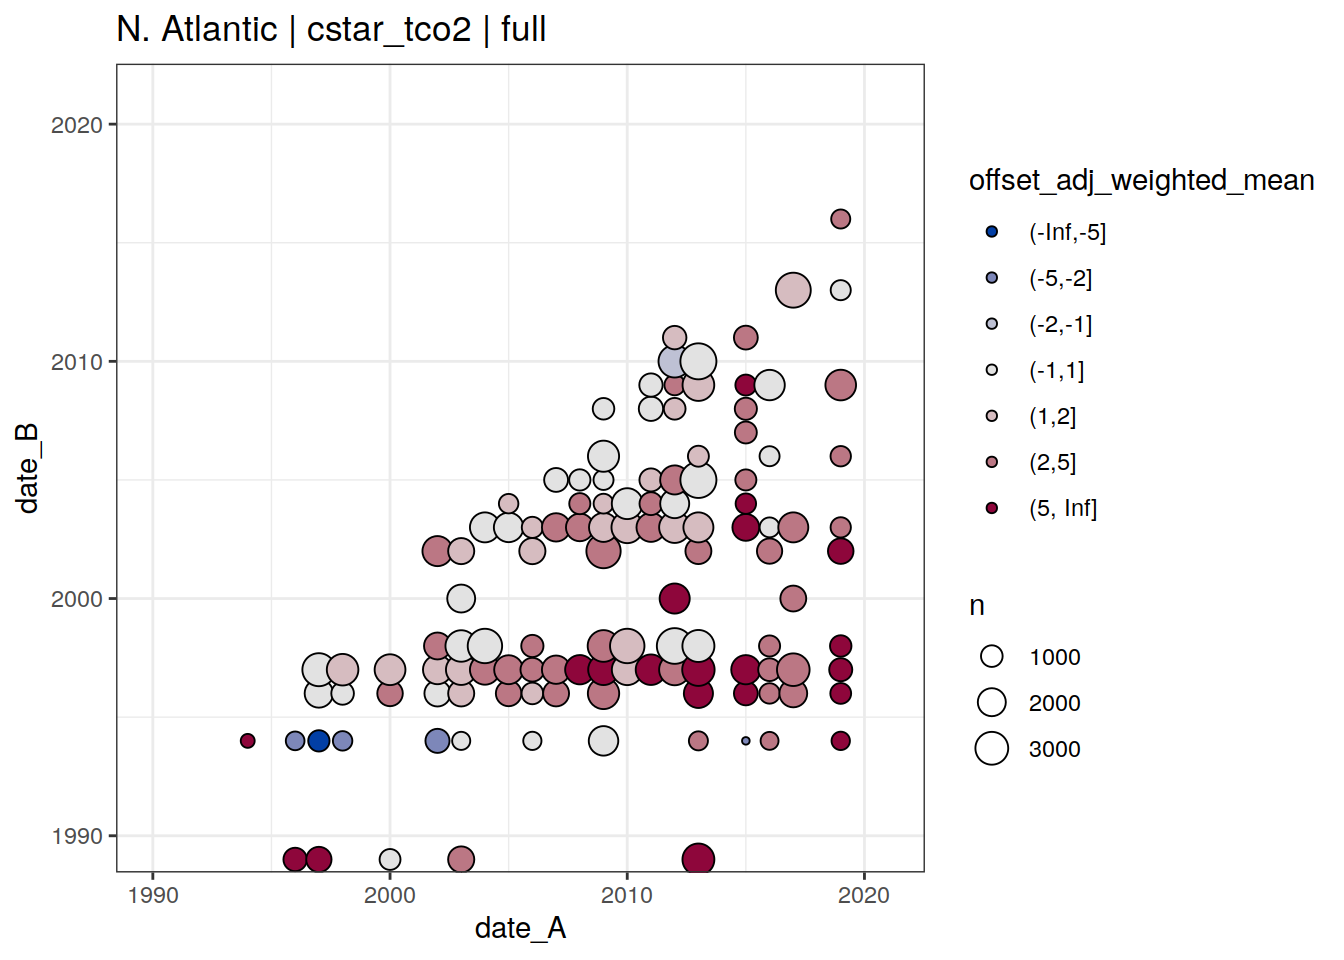 N. Atlantic | cstar_tco2 | full
2020
2010
2000
1990
date_B
1990 2000 2010 2020
date_A
offset_adj_weighted_mean
(-Inf,-5]
(-5,-2]
(-2,-1]
(-1,1]
(1,2]
(2,5]
(5, Inf]
n
1000
2000
3000